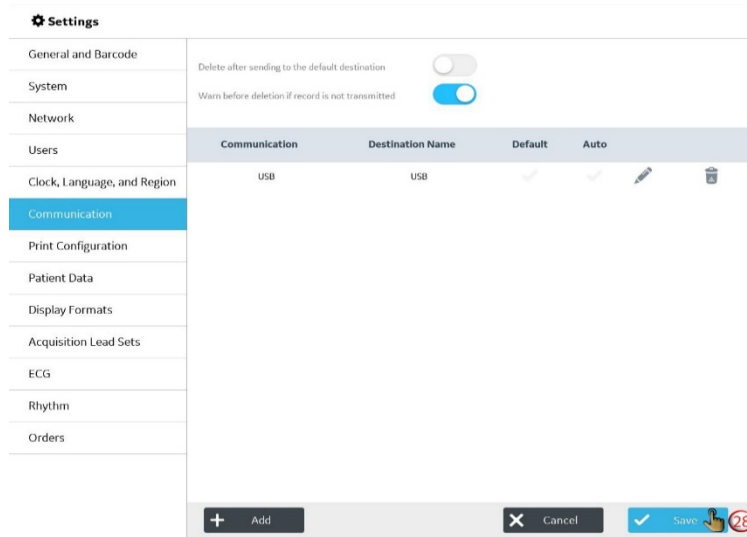 Settings
General and Barcode
System
Network
Users
Clock, Language, and Region
Communication
Print Configuration
Patient Data
Display Formats
Acquisition Lead Sets
ECG
Rhythm
Orders
Delete after sending to the default destination
Warn before deletion if record is not transmitted
Communication Destination Name Default Auto
USB USB
Add Cancel Save 28